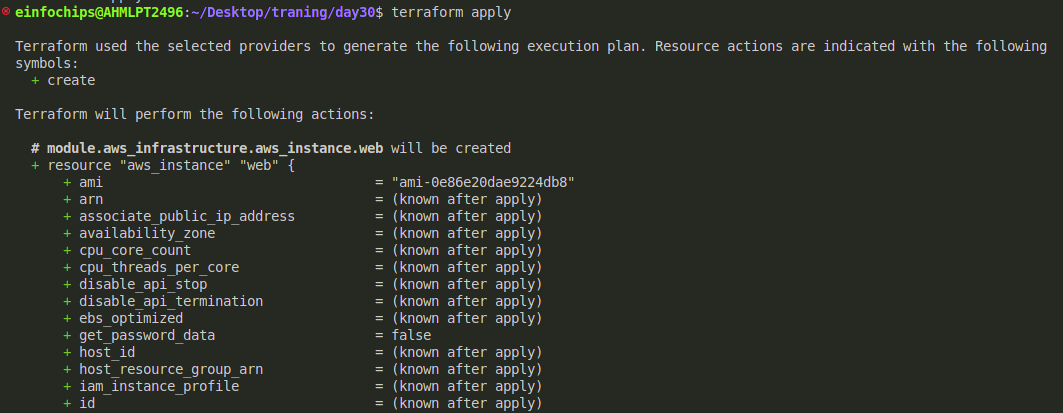 einfochips@AHMLPT2496:~/Desktop/traning/day30$ terraform apply
Terraform used the selected providers to generate the following execution plan. Resource actions are indicated with the following
symbols:
+ create
Terraform will perform the following actions:
# module.aws_infrastructure.aws_instance.web will be created
+ resource "aws_instance" "web" {
+ ami = "ami-0e86e20dae9224db8"
+ arn = (known after apply)
+ associate_public_ip_address = (known after apply)
+ availability_zone = (known after apply)
+ cpu_core_count = (known after apply)
+ cpu_threads_per_core = (known after apply)
+ disable_api_stop = (known after apply)
+ disable_api_termination = (known after apply)
+ ebs_optimized = (known after apply)
+ get_password_data = false
+ host_id = (known after apply)
+ host_resource_group_arn = (known after apply)
+ iam_instance_profile = (known after apply)
+ id = (known after apply)